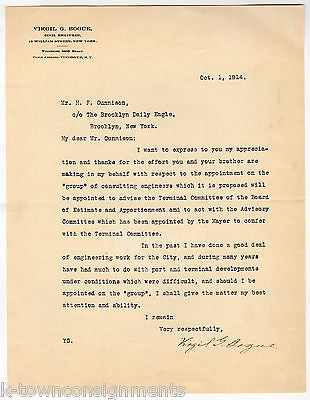 VIRGIL G. BOGUE,
CIVIL ENGINEER,
15 WILLIAM STREET, NEW YORK.
Oct. 1, 1914.
Mr. H. F. Gunnison,
c/o The Brooklyn Daily Eagle,
Brooklyn, New York.
My dear Mr. Gunnison:
I want to express to you my apprecia-
tion and thanks for the effort you and your brother are
making in my behalf with respect to the appointment on the
"group" of consulting engineers which it is proposed will
be appointed to advise the Terminal Committee of the Board
of Estimate and Apportionment and to act with the Advisory
Committee which has been appointed by the Mayor to confer
with the Terminal Committee.
In the past I have done a good deal
of engineering work for the City, and during many years
have had much to do with port and terminal developments
under conditions which were difficult, and should I be
appointed on the "group", I shall give the matter my best
attention and ability.
I remain
Very respectfully,
YG. Virgil G. Bogue
k-townconsignments